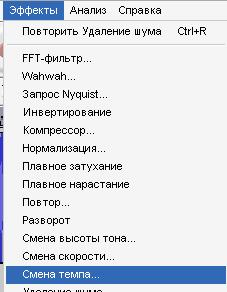 Эффекты Анализ Справка
Повторить Удаление шума Ctrl+R
FFT-фильтр...
Wahwah...
Запрос Nyquist...
Инвертирование
Компрессор...
Нормализация...
Плавное затухание
Плавное нарастание
Повтор...
Разворот
Смена высоты тона...
Смена скорости...
Смена темпа...
Удаление шума...